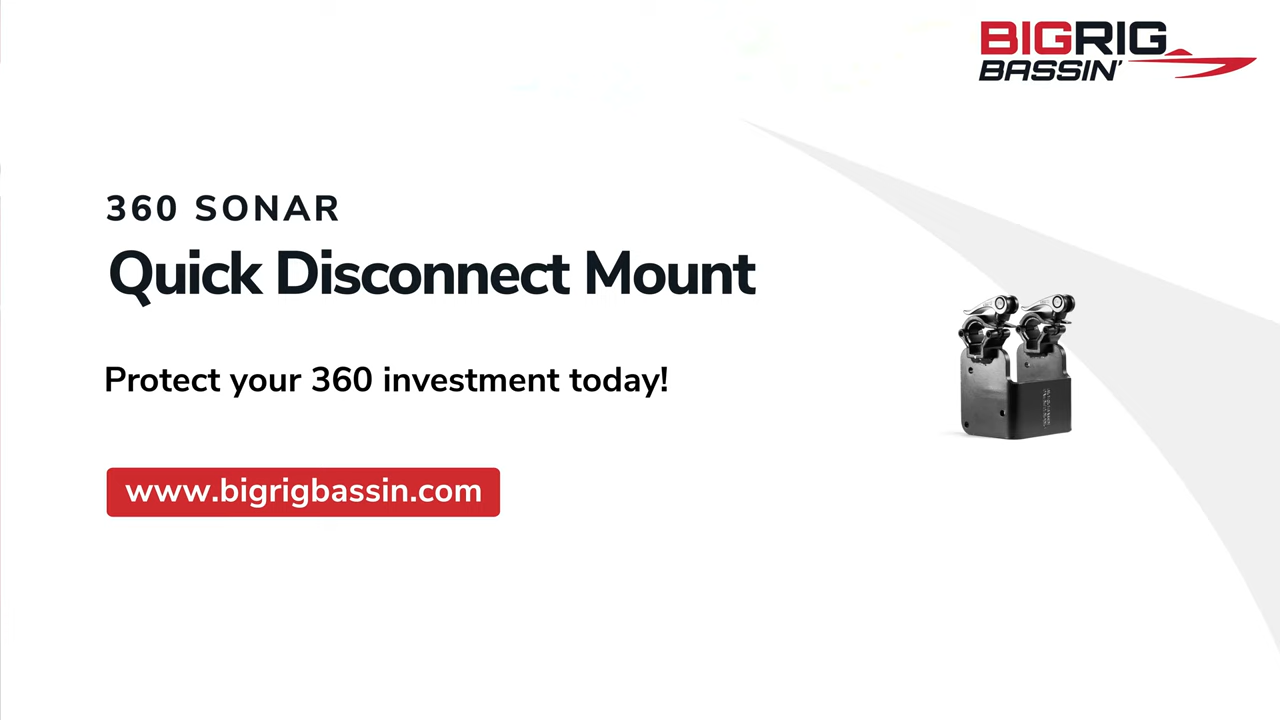 BIGRIG
BASSIN'
360 SONAR
Quick Disconnect Mount
Protect your 360 investment today!
www.bigrigbassin.com